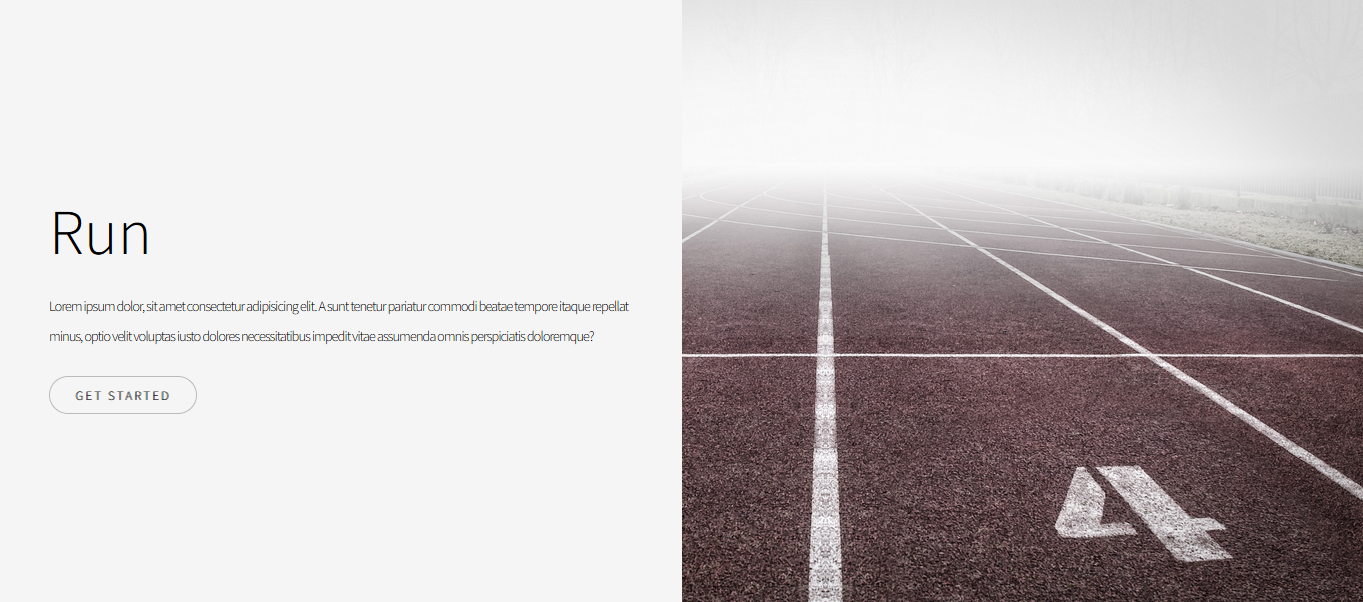 Run
Lorem ipsum dolor, sit amet consectetur adipisicing elit. A sunt tenetur pariatur commodi beatae tempore itaque repellat
minus, optio velit voluptas iusto dolores necessitatibus impedit vitae assumenda omnis perspiciatis doloremque?
GET STARTED
4